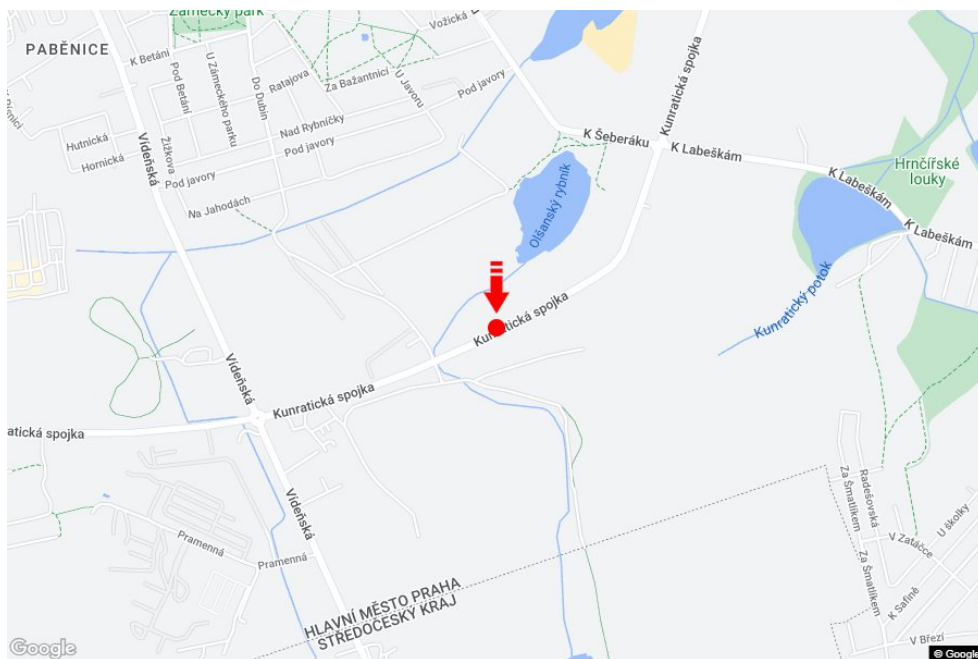 Zámecký park
Vožická
PABĚNICE
K Betáni
Pod Betání
U Zámeckého parku
Do Dubin
Ratajova
Za Bažantnicí
U Javoru
Pod javory
Kunratická spojka
K Šeberáku
K Labeškám
Hutnická
Hornická
Žižkova
Vídeňská
Nad Rybníčky
Pod javory
Pod javory
Na Jahodách
Olšanský rybník
K Labeškám
Hrnčířské
louky
K Labeškám
Kunratický potok
Kunratická spojka
Vídeňská
Kunratická spojka
atická spojka
Vídeňská
Pramenná
Pramenná
Za Šmatlíkem
Radešovská
U školky
V Zatáčce
Za Šmatlíkem
K Safině
V Březí
HLAVNÍ MĚSTO PRAHA
STŘEDOČESKÝ KRAJ
Google
© Google